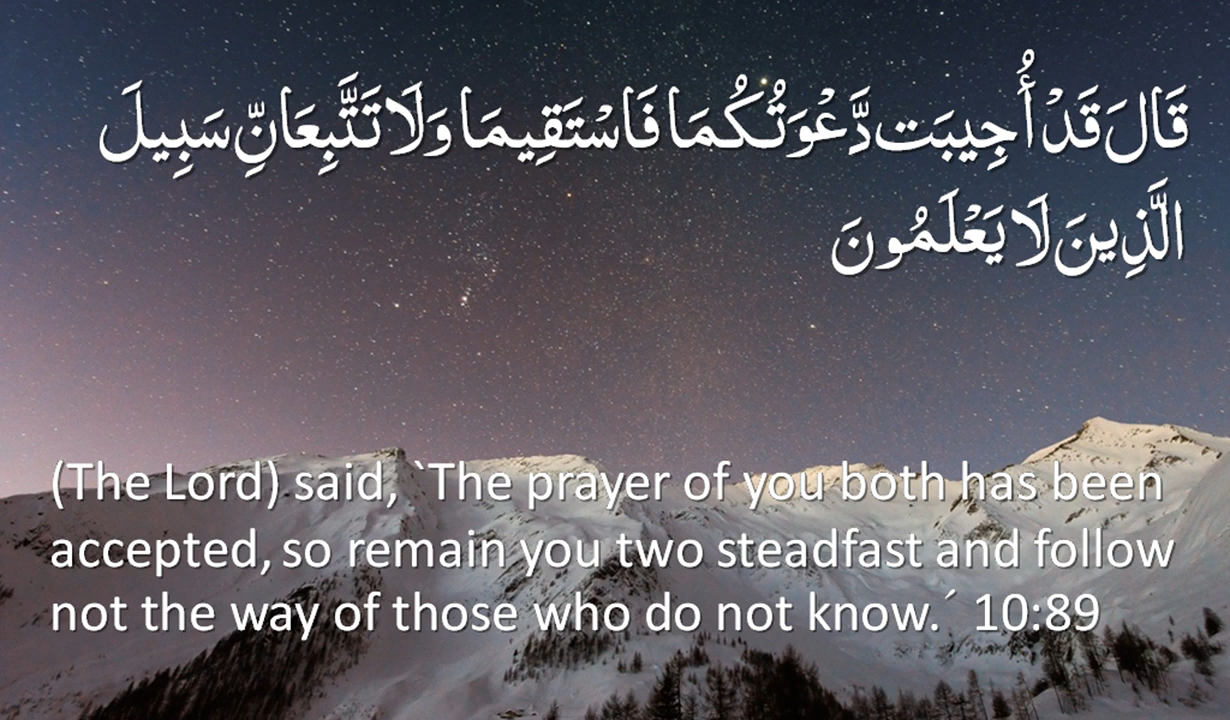 قَالَ قَدْ أُجِيبَت دَّعْوَتُكُمَا فَاسْتَقِيمَا وَلَا تَتَّبِعَانِّ سَبِيلَ
الَّذِينَ لَا يَعْلَمُونَ
(The Lord) said, `The prayer of you both has been
accepted, so remain you two steadfast and follow
not the way of those who do not know.´ 10:89